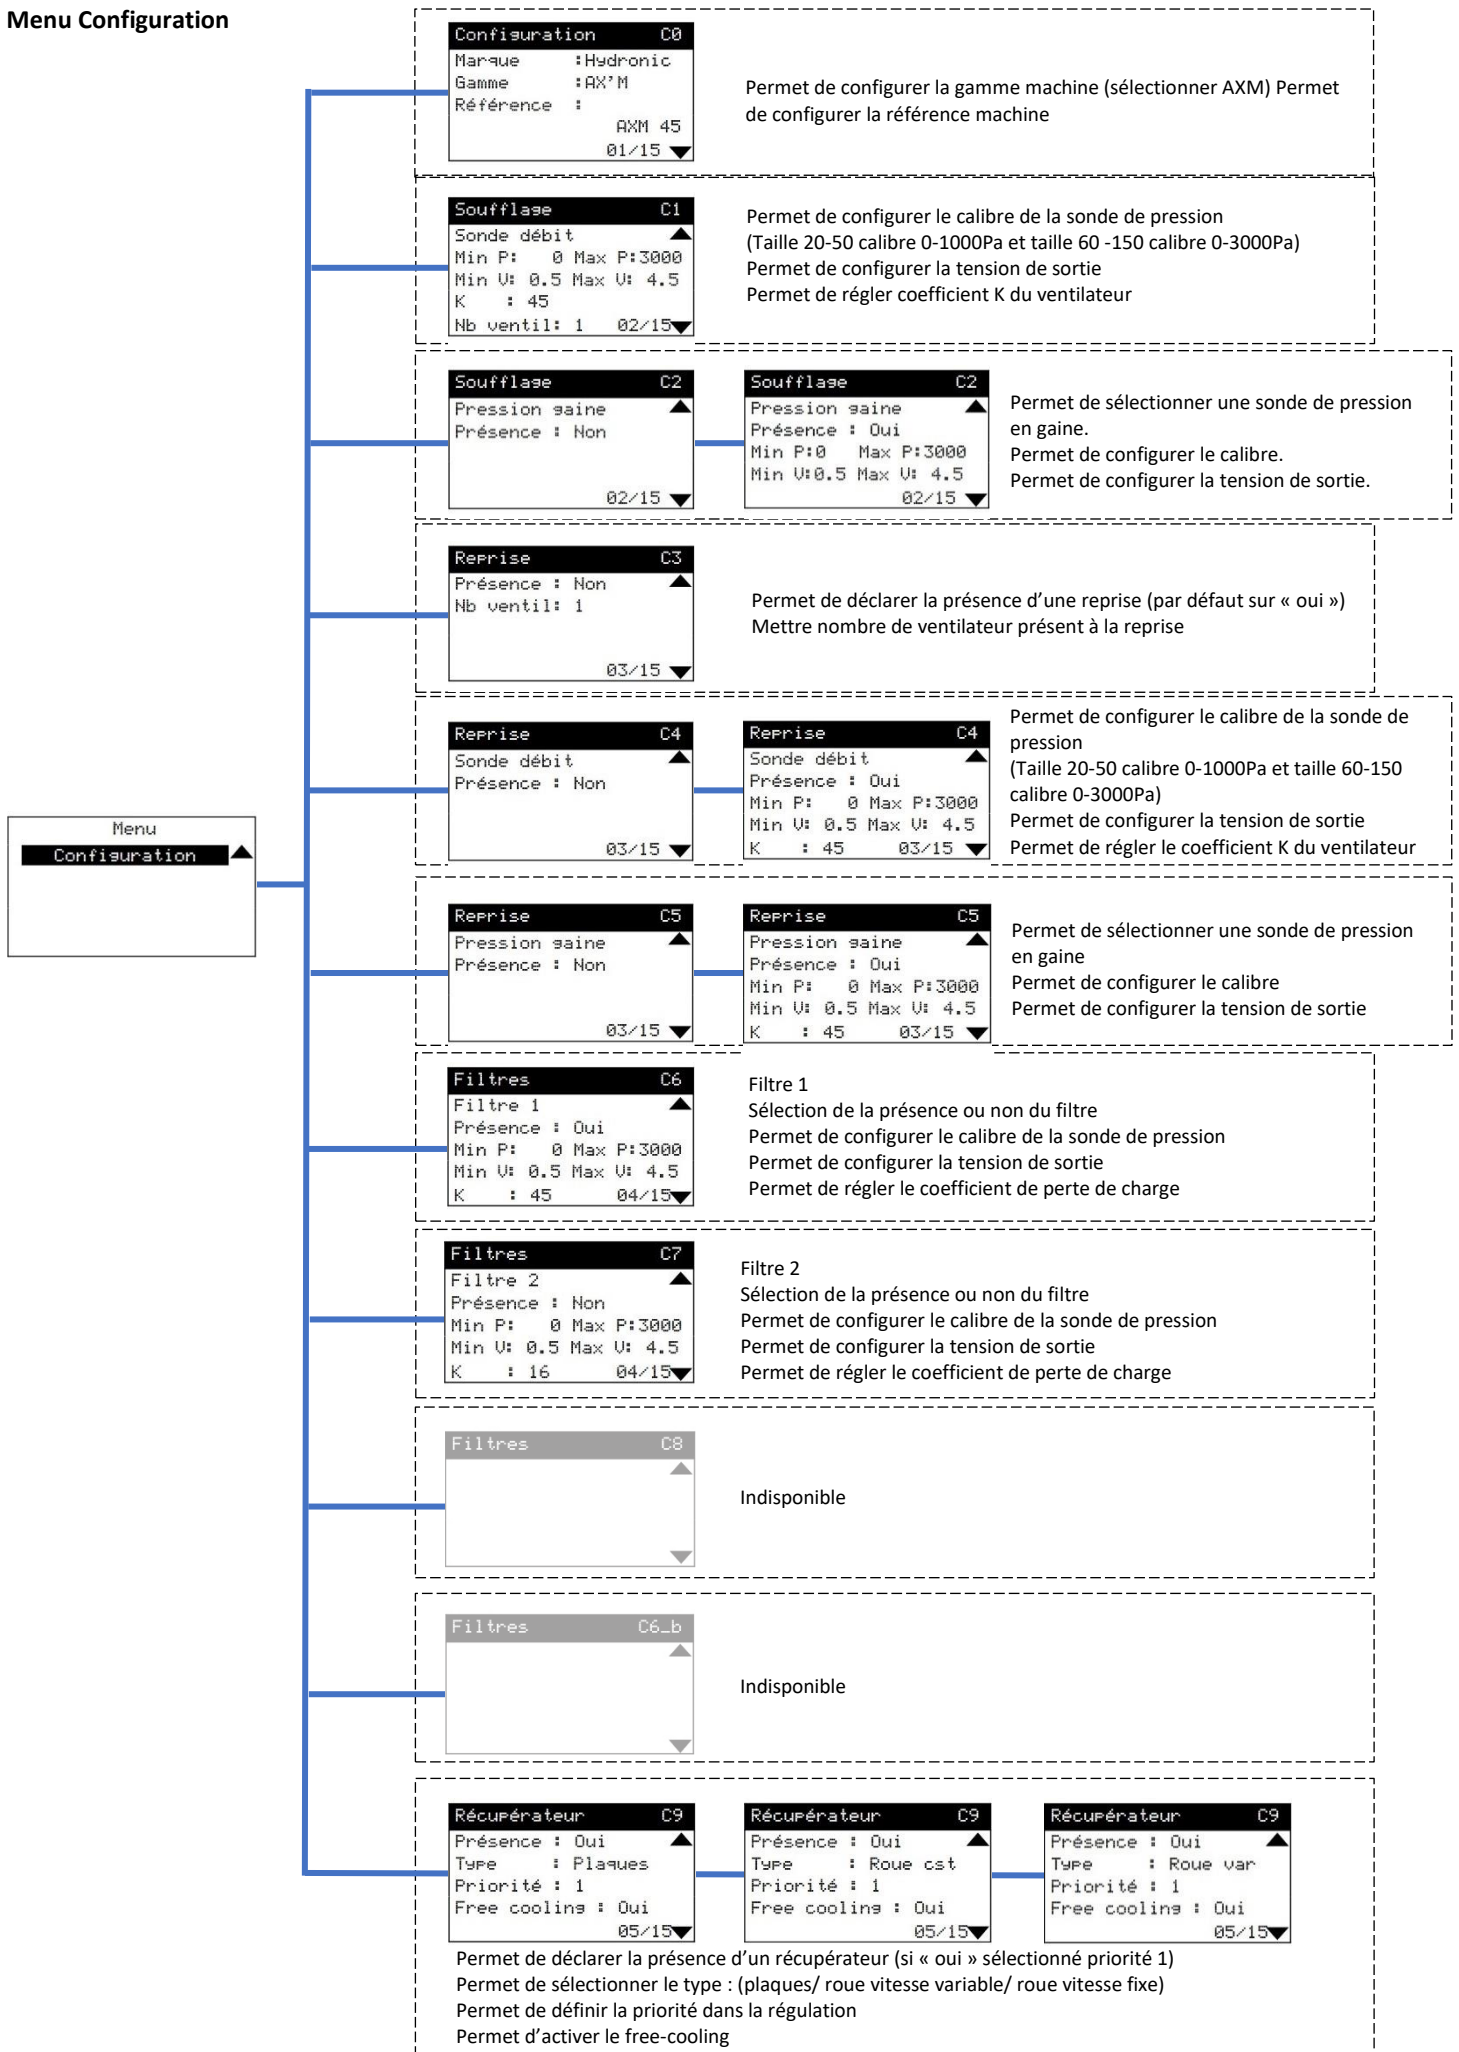 Menu Configuration
Configuration C0
Marque :Hydronic
Gamme :AX'M
Référence :
AXM 45
01/15
Permet de configurer la gamme machine (sélectionner AXM) Permet
de configurer la référence machine
Soufflage C1
Sonde débit
Min P: 0 Max P:3000
Min V: 0.5 Max V: 4.5
K : 45
Nb ventil: 1 02/15
Permet de configurer le calibre de la sonde de pression
(Taille 20-50 calibre 0-1000Pa et taille 60 -150 calibre 0-3000Pa)
Permet de configurer la tension de sortie
Permet de régler coefficient K du ventilateur
Soufflage C2
Pression gaine
Présence : Non
02/15
Soufflage C2
Pression gaine
Présence : Oui
Min P:0 Max P:3000
Min V:0.5 Max V: 4.5
02/15
Permet de sélectionner une sonde de pression
en gaine.
Permet de configurer le calibre.
Permet de configurer la tension de sortie.
Reprise C3
Présence : Non
Nb ventil: 1
03/15
Permet de déclarer la présence d’une reprise (par défaut sur « oui »)
Mettre nombre de ventilateur présent à la reprise
Reprise C4
Sonde débit
Présence : Non
03/15
Reprise C4
Sonde débit
Présence : Oui
Min P: 0 Max P:3000
Min V: 0.5 Max V: 4.5
K : 45 03/15
Permet de configurer le calibre de la sonde de
pression
(Taille 20-50 calibre 0-1000Pa et taille 60-150
calibre 0-3000Pa)
Permet de configurer la tension de sortie
Permet de régler le coefficient K du ventilateur
Menu
Configuration
Reprise C5
Pression gaine
Présence : Non
03/15
Reprise C5
Pression gaine
Présence : Oui
Min P: 0 Max P:3000
Min V: 0.5 Max V: 4.5
K : 45 03/15
Permet de sélectionner une sonde de pression
en gaine
Permet de configurer le calibre
Permet de configurer la tension de sortie
Filtres C6
Filtre 1
Présence : Oui
Min P: 0 Max P:3000
Min V: 0.5 Max V: 4.5
K : 45 04/15
Filtre 1
Sélection de la présence ou non du filtre
Permet de configurer le calibre de la sonde de pression
Permet de configurer la tension de sortie
Permet de régler le coefficient de perte de charge
Filtres C7
Filtre 2
Présence : Non
Min P: 0 Max P:3000
Min V: 0.5 Max V: 4.5
K : 16 04/15
Filtre 2
Sélection de la présence ou non du filtre
Permet de configurer le calibre de la sonde de pression
Permet de configurer la tension de sortie
Permet de régler le coefficient de perte de charge
Filtres C8
Indisponible
Filtres C6_b
Indisponible
Récupérateur C9
Présence : Oui
Type : Plaques
Priorité : 1
Free cooling : Oui
05/15
Récupérateur C9
Présence : Oui
Type : Roue cst
Priorité : 1
Free cooling : Oui
05/15
Récupérateur C9
Présence : Oui
Type : Roue var
Priorité : 1
Free cooling : Oui
05/15
Permet de déclarer la présence d’un récupérateur (si « oui » sélectionné priorité 1)
Permet de sélectionner le type : (plaques/ roue vitesse variable/ roue vitesse fixe)
Permet de définir la priorité dans la régulation
Permet d’activer le free-cooling